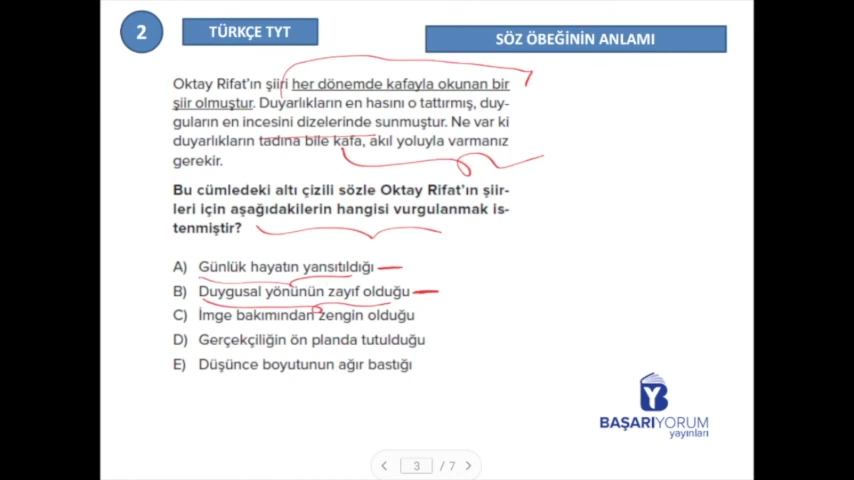 2
TÜRKÇE TYT
SÖZ ÖBEĞİNİN ANLAMI
Oktay Rifat'ın şiiri her dönemde kafayla okunan bir
şiir olmuştur. Duyarlıkların en hasını o tattırmış, duy-
guların en incesini dizelerinde sunmuştur. Ne var ki
duyarlıkların tadına bile kafa, akıl yoluyla varmanız
gerekir.
Bu cümledeki altı çizili sözle Oktay Rifat'ın şiir-
leri için aşağıdakilerin hangisi vurgulanmak is-
tenmiştir?
A) Günlük hayatın yansıtıldığı
B) Duygusal yönünün zayıf olduğu
C) İmge bakımından zengin olduğu
D) Gerçekçiliğin ön planda tutulduğu
E) Düşünce boyutunun ağır bastığı
BAŞARIYORUM
yayınları
3 / 7